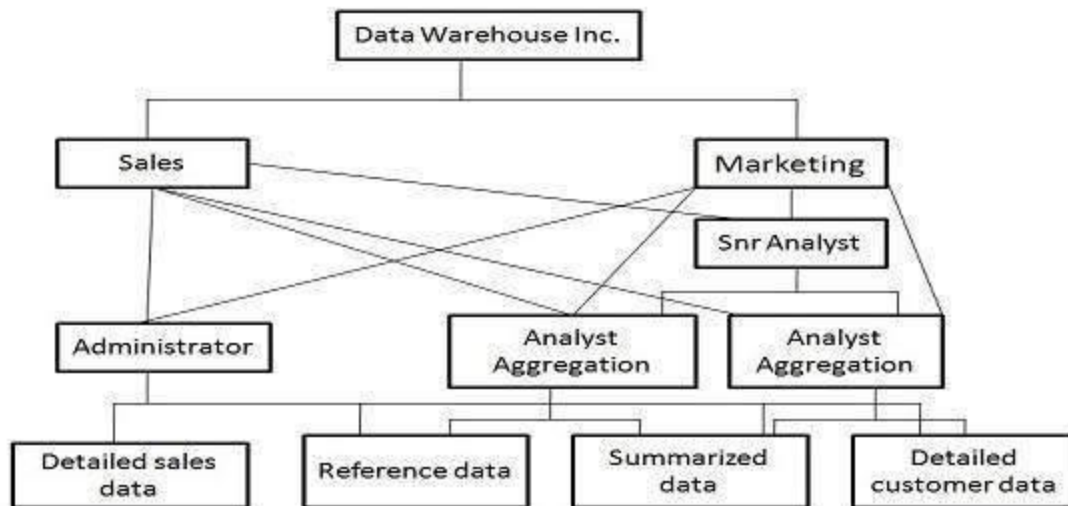 Data Warehouse Inc.
Sales
Marketing
Snr Analyst
Administrator
Analyst
Aggregation
Analyst
Aggregation
Detailed sales
data
Reference data
Summarized
data
Detailed
customer data